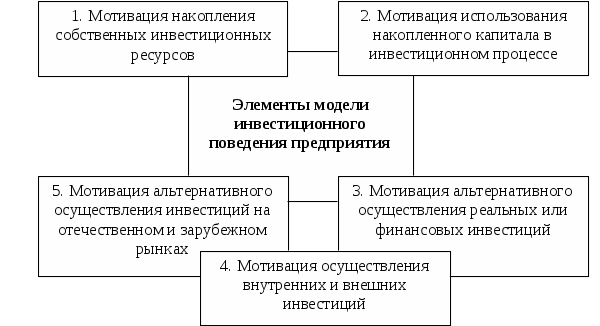 1. Мотивация накопления
собственных инвестиционных
ресурсов
2. Мотивация использования
накопленного капитала в
инвестиционном процессе
Элементы модели
инвестиционного
поведения предприятия
5. Мотивация альтернативного
осуществления инвестиций на
отечественном и зарубежном
рынках
3. Мотивация альтернативного
осуществления реальных или
финансовых инвестиций
4. Мотивация осуществления
внутренних и внешних
инвестиций